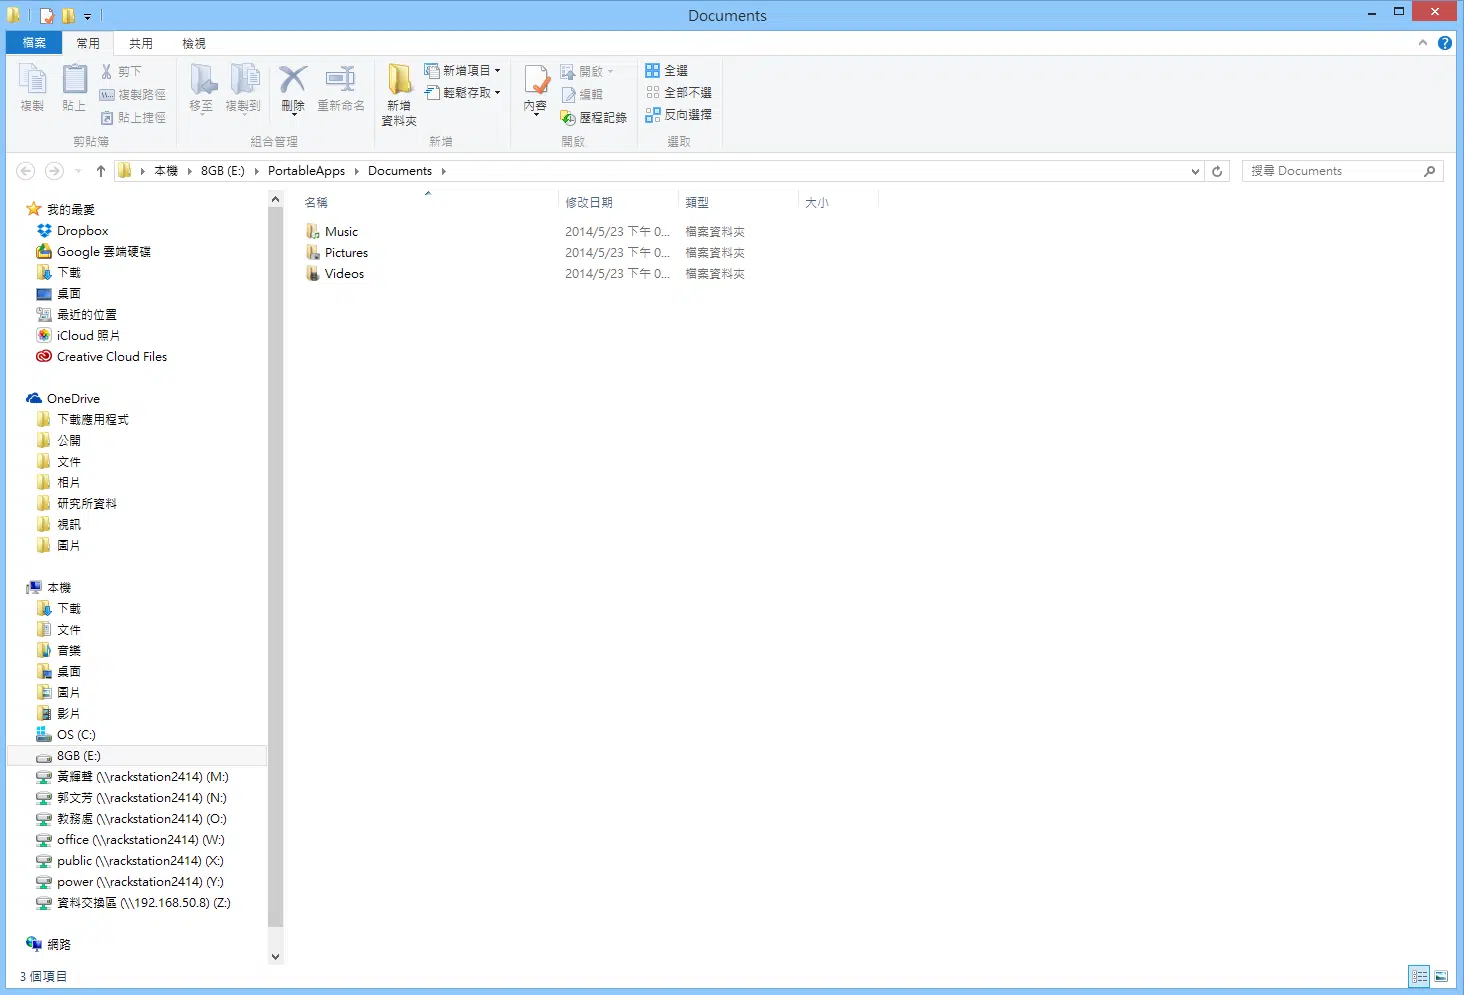 Documents
檔案 常用 共用 檢視
複製
貼上
剪下
複製路徑
貼上捷徑
剪貼簿
移至
複製到
刪除
重新命名
組合管理
新增
資料夾
新增項目
輕鬆存取
新增
內容
開啟
編輯
歷程記錄
開啟
全選
全部不選
反向選擇
選取
本機 8GB (E:) PortableApps Documents
搜尋 Documents
我的最愛
Dropbox
Google 雲端硬碟
下載
桌面
最近的位置
iCloud 照片
Creative Cloud Files
OneDrive
下載應用程式
公開
文件
相片
研究所資料
視訊
圖片
本機
下載
文件
音樂
桌面
圖片
影片
OS (C:)
8GB (E:)
黃輝聲 (\\rackstation2414) (M:)
郭文芳 (\\rackstation2414) (N:)
教務處 (\\rackstation2414) (O:)
office (\\rackstation2414) (W:)
public (\\rackstation2414) (X:)
power (\\rackstation2414) (Y:)
資料交換區 (\\192.168.50.8) (Z:)
網路
名稱 修改日期 類型 大小
Music 2014/5/23 下午 0... 檔案資料夾
Pictures 2014/5/23 下午 0... 檔案資料夾
Videos 2014/5/23 下午 0... 檔案資料夾
3 個項目